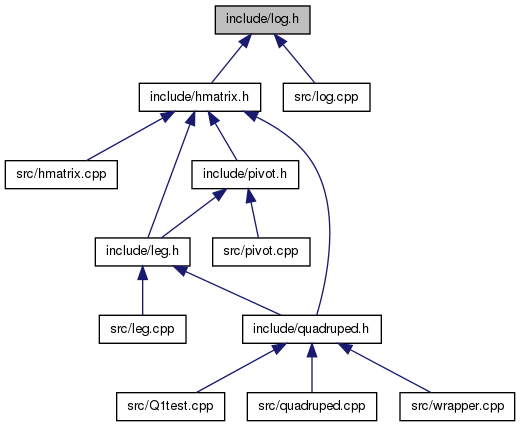 include/log.h
include/hmatrix.h
src/log.cpp
src/hmatrix.cpp
include/pivot.h
include/leg.h
src/pivot.cpp
src/leg.cpp
include/quadruped.h
src/Q1test.cpp
src/quadruped.cpp
src/wrapper.cpp